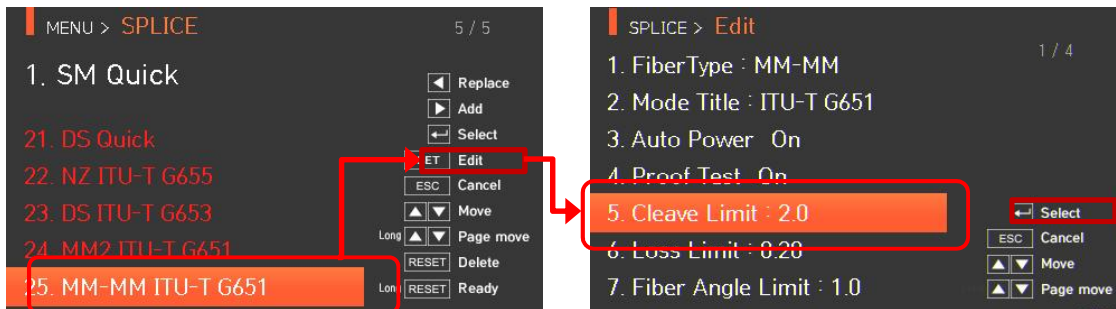 MENU > SPLICE 5 / 5
1. SM Quick
21. DS Quick
22. NZ ITU-T G655
23. DS ITU-T G653
24. MM2 ITU-T G651
25. MM-MM ITU-T G651
Replace
Add
Select
ET Edit
ESC Cancel
Move
Long Page move
RESET Delete
Long RESET Ready
SPLICE > Edit
1 / 4
1. FiberType : MM-MM
2. Mode Title : ITU-T G651
3. Auto Power On
4. Proof Test On
5. Cleave Limit : 2.0
6. Loss Limit : 0.20
7. Fiber Angle Limit : 1.0
Select
ESC Cancel
Move
Page move